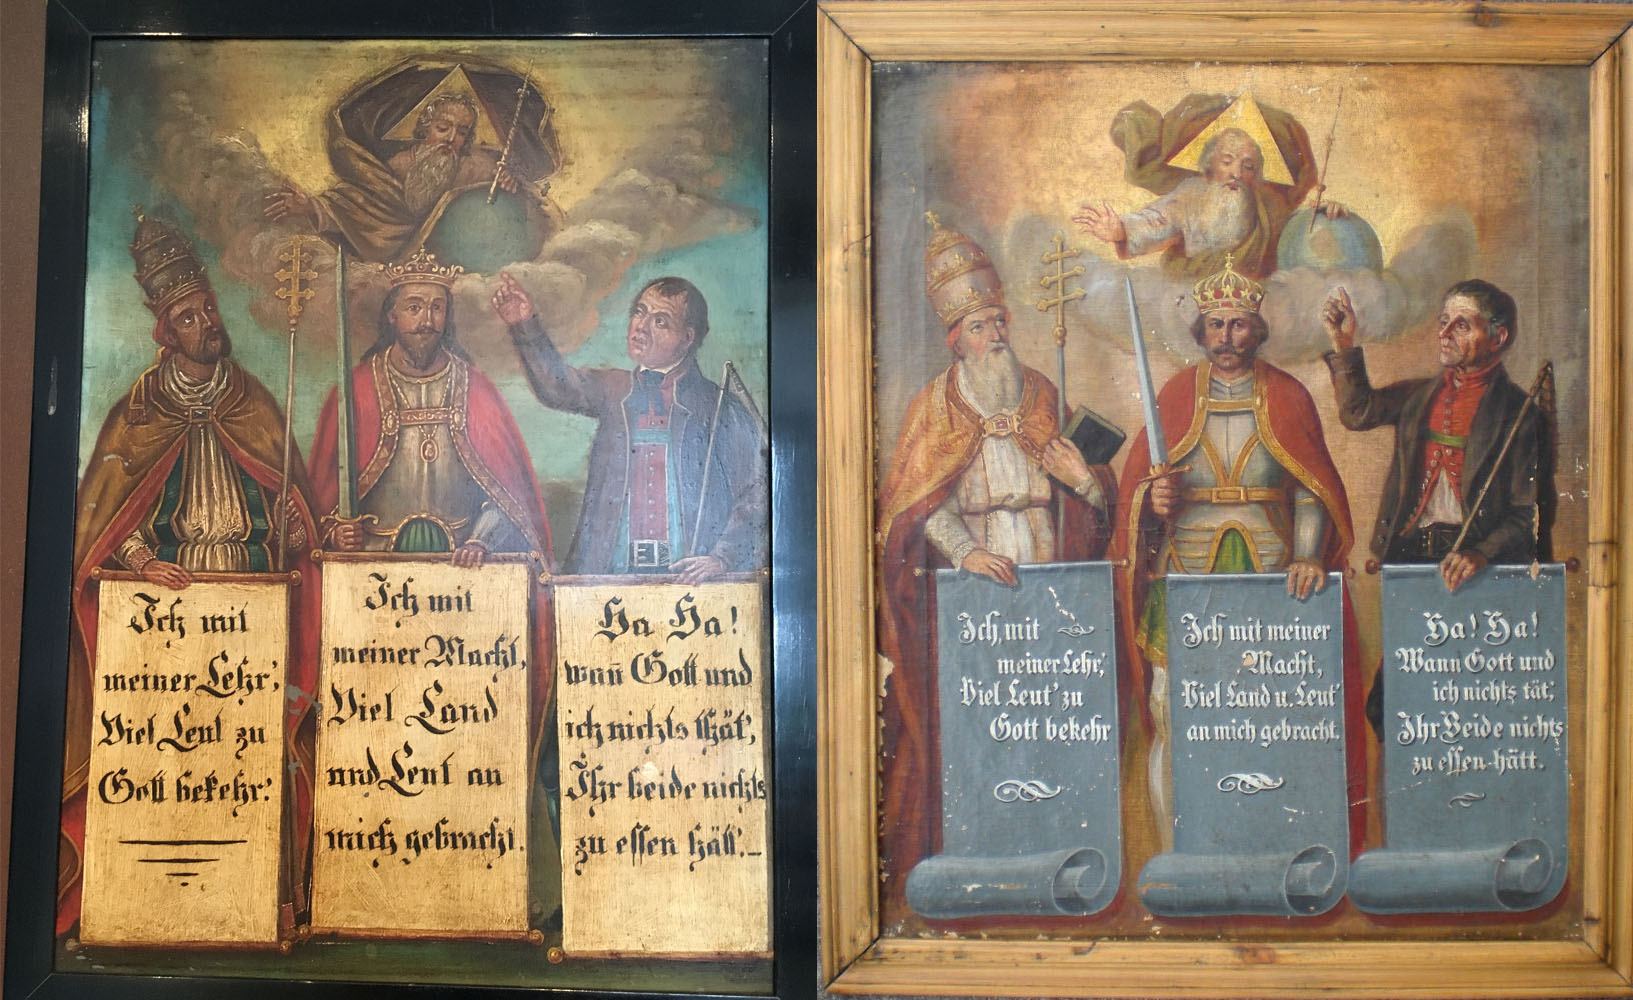 Ich mit
meiner Lehr;
Viel Leut zu
Gott bekehr:
Ich mit
meiner Macht,
Viel Land
und Leut an
mich gebracht.
Ha Ha!
wan̄ Gott und
ich nichts thät;
Ihr beide nichts
zu essen hätt'.–
Ich, mit
meiner Lehr;
Viel Leut' zu
Gott bekehr
Ich mit meiner
Macht,
Viel Land u. Leut'
an mich gebracht.
Ha! Ha!
Wann Gott und
ich nichts tät;
Ihr Beide nichts
zu essen-hätt.